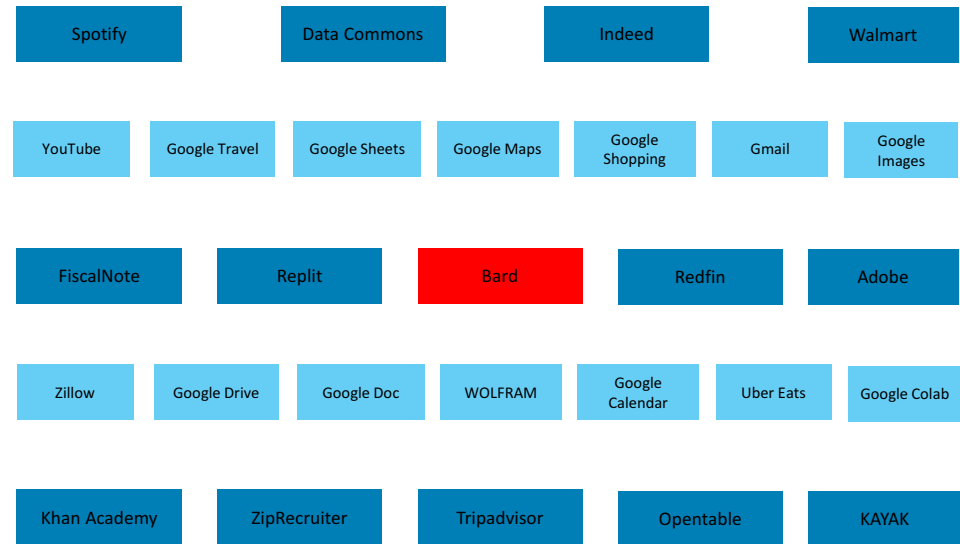 Spotify
Data Commons
Indeed
Walmart
YouTube
Google Travel
Google Sheets
Google Maps
Google
Shopping
Gmail
Google
Images
FiscalNote
Replit
Bard
Redfin
Adobe
Zillow
Google Drive
Google Doc
WOLFRAM
Google
Calendar
Uber Eats
Google Colab
Khan Academy
ZipRecruiter
Tripadvisor
Opentable
KAYAK